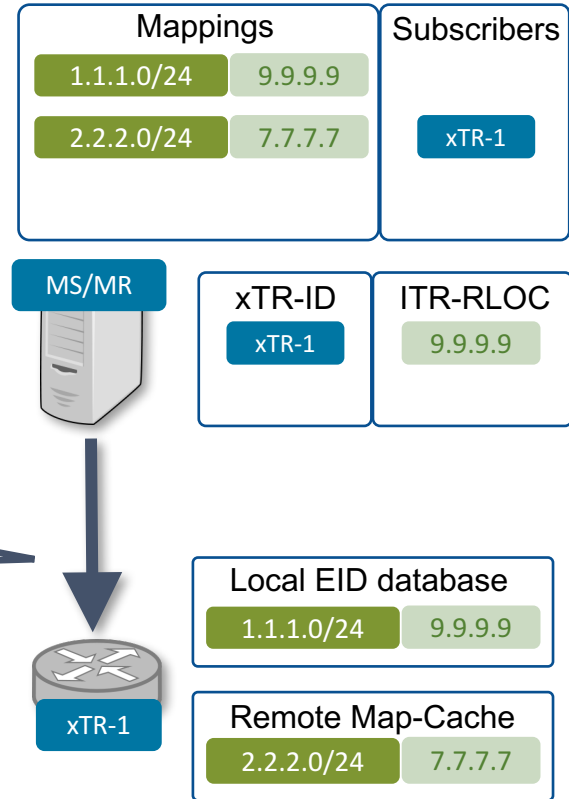 Mappings Subscribers
1.1.1.0/24 9.9.9.9
2.2.2.0/24 7.7.7.7 xTR-1
MS/MR
xTR-ID ITR-RLOC
xTR-1 9.9.9.9
Local EID database
1.1.1.0/24 9.9.9.9
xTR-1
Remote Map-Cache
2.2.2.0/24 7.7.7.7